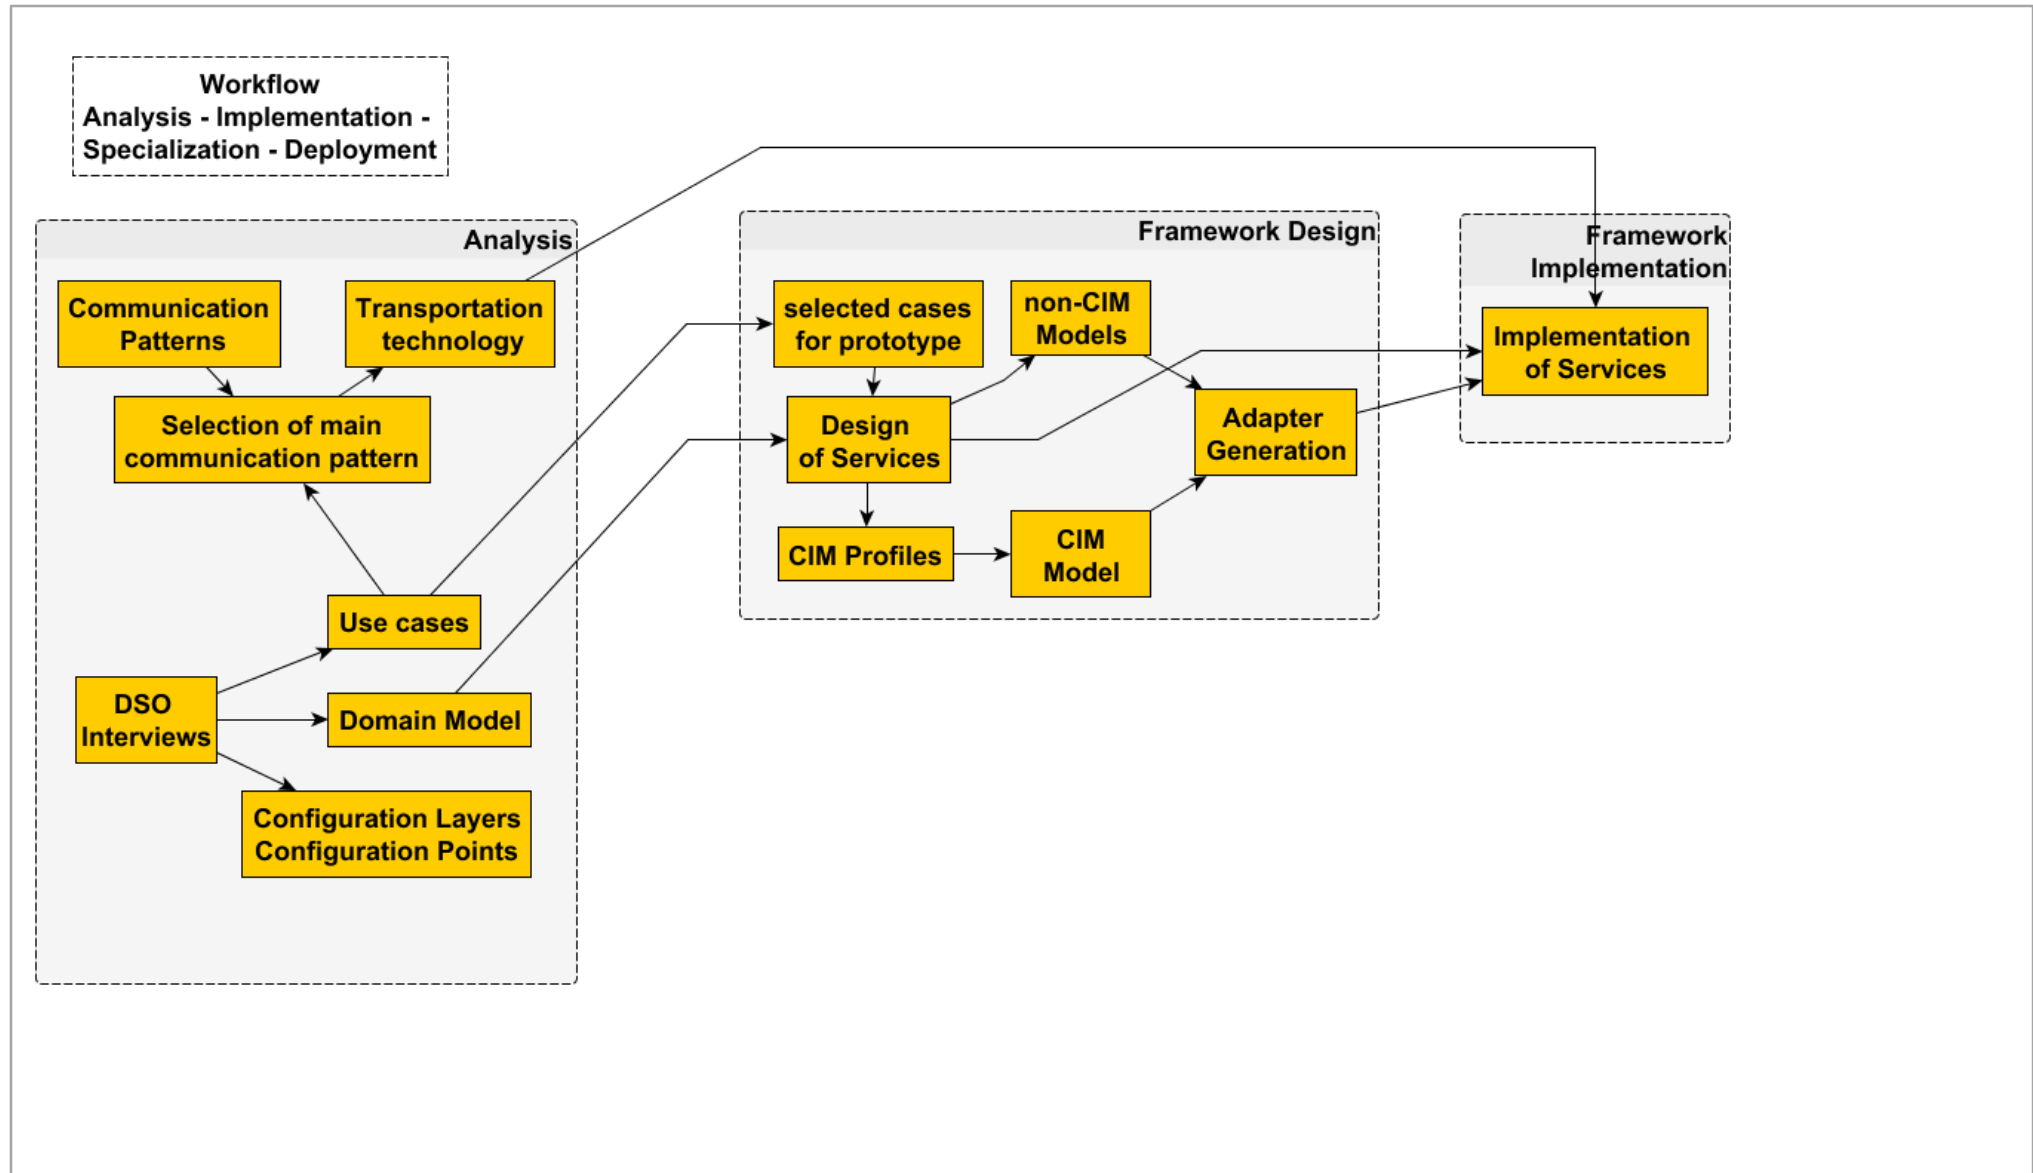 Workflow
Analysis - Implementation -
Specialization - Deployment
Analysis
Communication
Patterns
Transportation
technology
Selection of main
communication pattern
Use cases
DSO
Interviews
Domain Model
Configuration Layers
Configuration Points
Framework Design
selected cases
for prototype
non-CIM
Models
Design
of Services
Adapter
Generation
CIM Profiles
CIM
Model
Framework
Implementation
Implementation
of Services